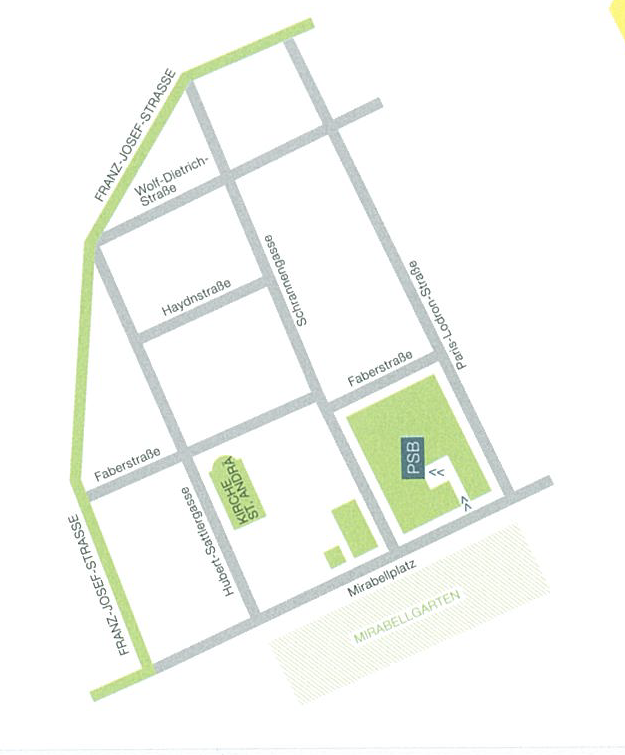 FRANZ-JOSEF-STRASSE
Wolf-Dietrich-
Straße
Schrannengasse
Haydnstraße
Paris-Lodron-Straße
Faberstraße
Faberstraße
PSB
<<
<<
KIRCHE
ST. ANDRÄ
Hubert-Sattlergasse
FRANZ-JOSEF-STRASSE
Mirabellplatz
MIRABELLGARTEN